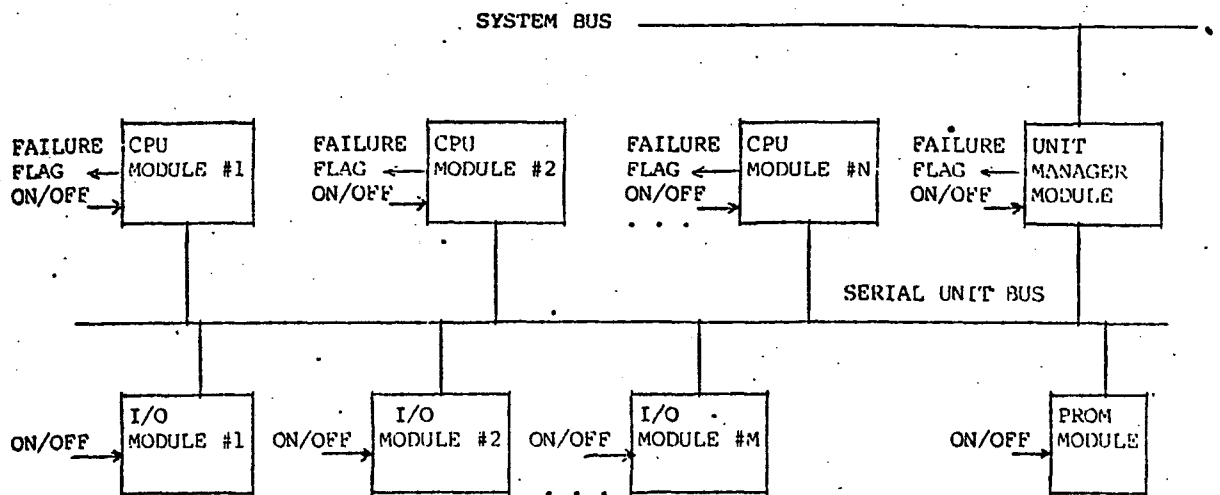 SYSTEM BUS
FAILURE
FLAG
ON/OFF
CPU
MODULE #1
FAILURE
FLAG
ON/OFF
CPU
MODULE #2
FAILURE
FLAG
ON/OFF
CPU
MODULE #N
. . .
FAILURE
FLAG
ON/OFF
UNIT
MANAGER
MODULE
SERIAL UNIT BUS
ON/OFF
I/O
MODULE #1
ON/OFF
I/O
MODULE #2
ON/OFF
I/O
MODULE #M
. . .
ON/OFF
PROM
MODULE